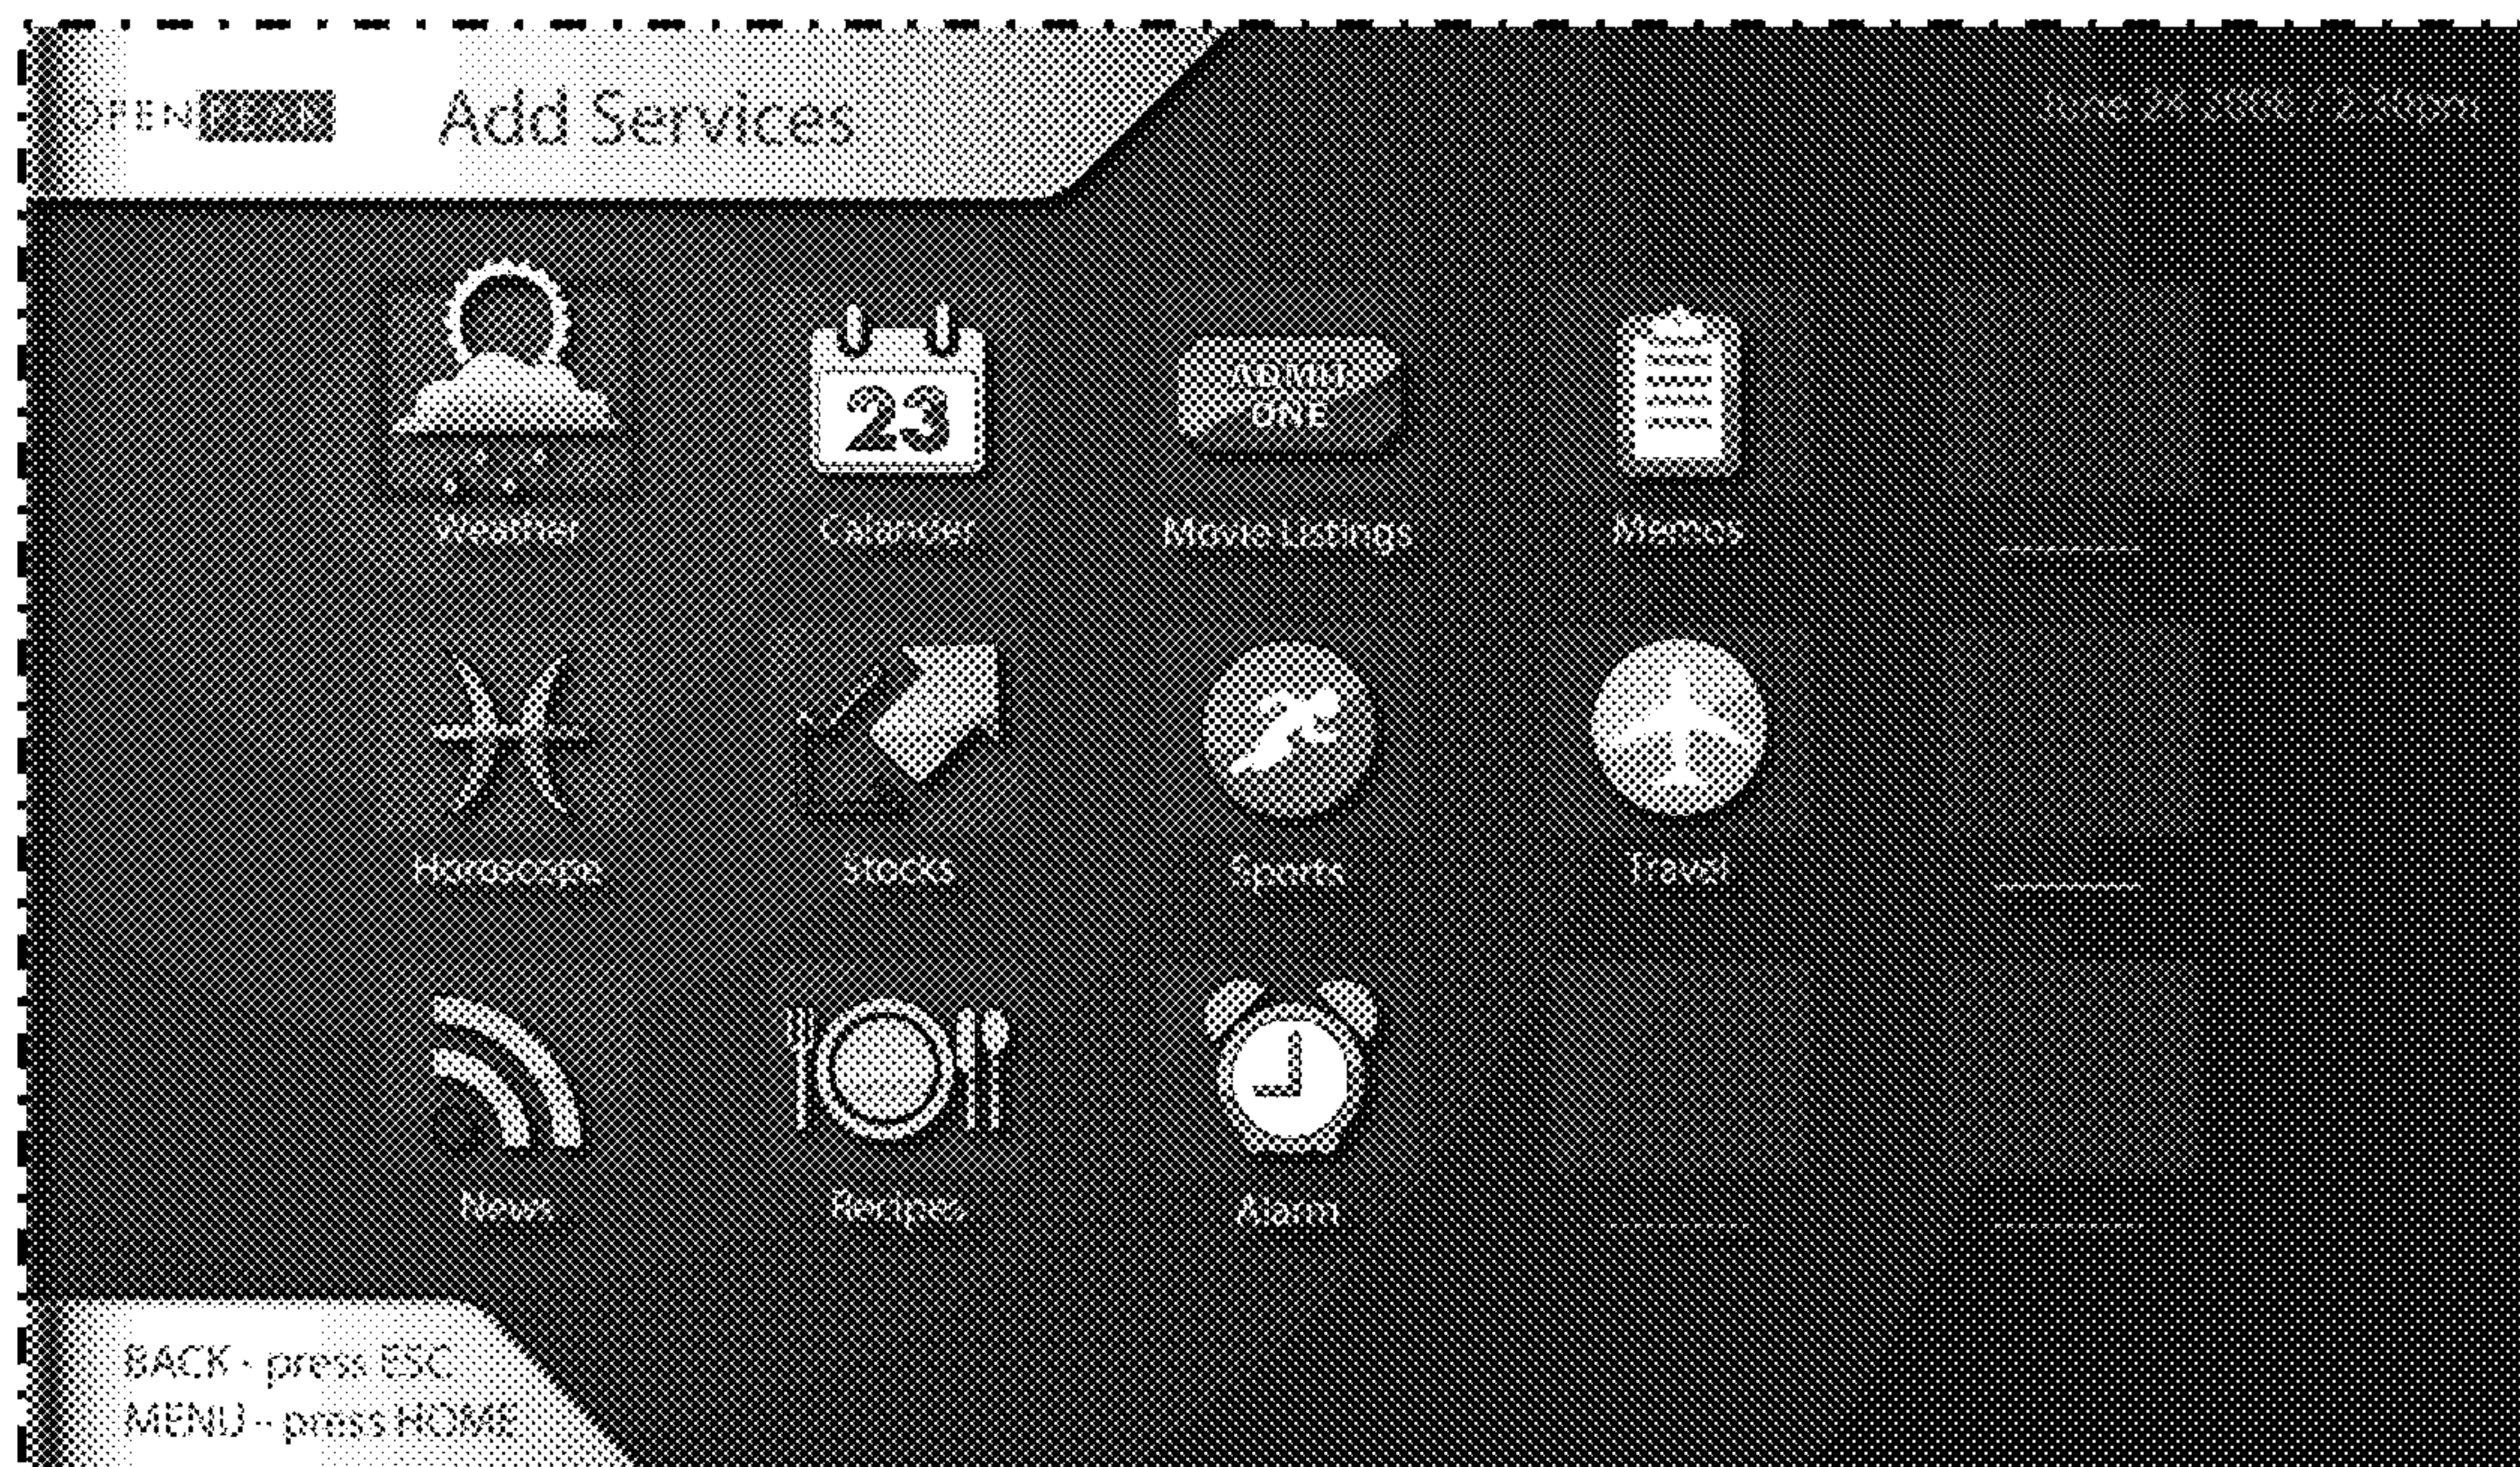 OPENPEAK Add Services
ADMIT
ONE
23
Weather Calander Movie Listings Memos
Horoscope Stocks Sports Travel
News Recipes Alarm
BACK - press ESC
MENU - press HOME